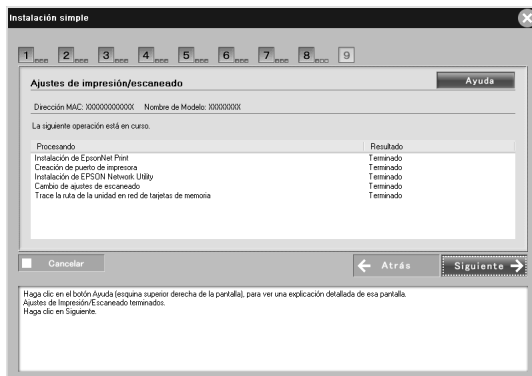 Instalación simple
1 2 3 4 5 6 7 8 9
Ajustes de impresión/escaneado
Ayuda
Dirección MAC: XXXXXXXXXXXX Nombre de Modelo: XXXXXXXX
La siguiente operación está en curso.
Procesando Resultado
Instalación de EpsonNet Print Terminado
Creación de puerto de impresora Terminado
Instalación de EPSON Network Utility Terminado
Cambio de ajustes de escaneado Terminado
Trace la ruta de la unidad en red de tarjetas de memoria Terminado
Cancelar Atrás Siguiente
Haga clic en el botón Ayuda (esquina superior derecha de la pantalla), para ver una explicación detallada de esa pantalla.
Ajustes de Impresión/Escaneado terminados.
Haga clic en Siguiente.